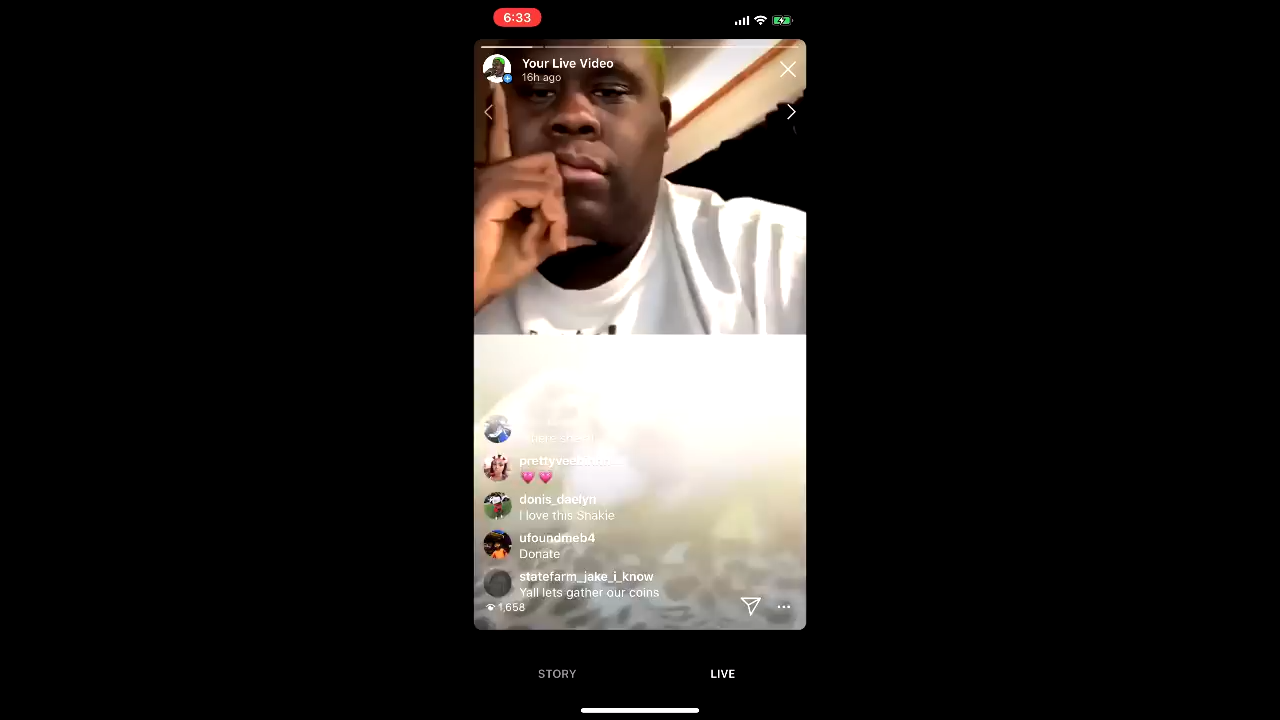 6:33
Your Live Video
16h ago
donis_daelyn
I love this Snakie
ufoundmeb4
Donate
statefarm_jake_i_know
Yall lets gather our coins
1,658
STORY
LIVE